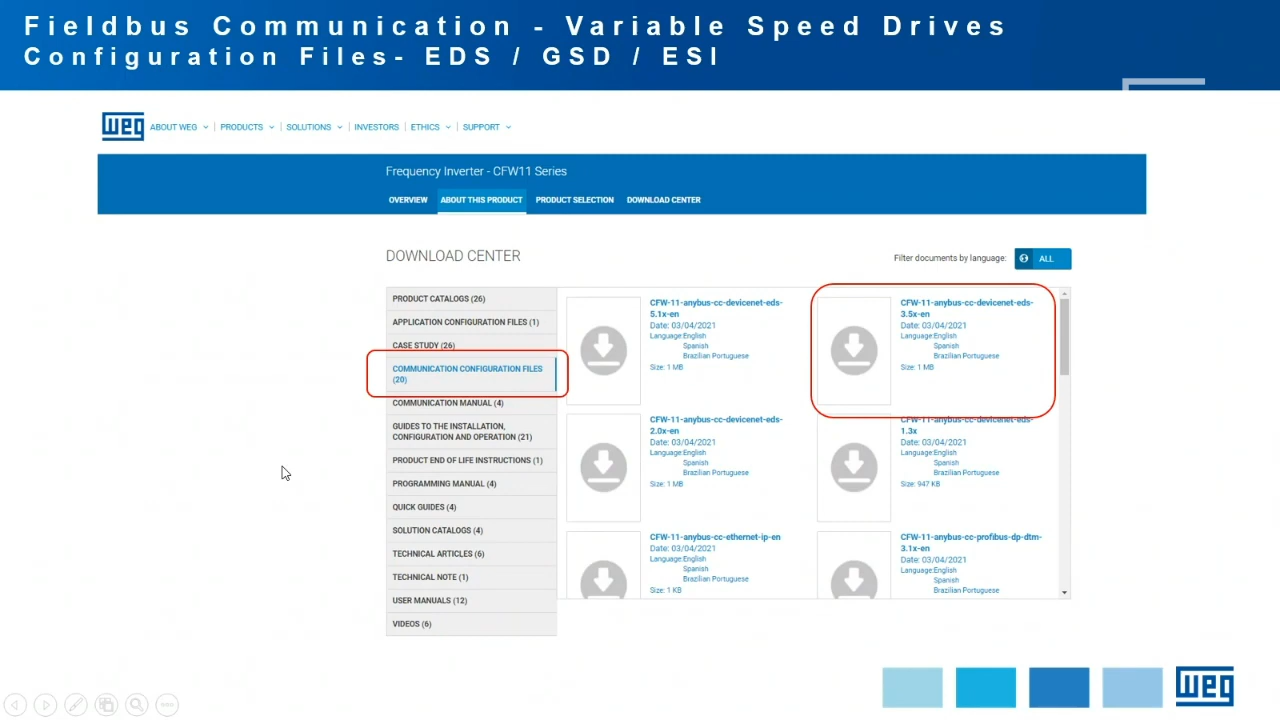 Fieldbus Communication - Variable Speed Drives
Configuration Files- EDS / GSD / ESI
weg
ABOUT WEG
PRODUCTS
SOLUTIONS
INVESTORS
ETHICS
SUPPORT
Frequency Inverter - CFW11 Series
OVERVIEW
ABOUT THIS PRODUCT
PRODUCT SELECTION
DOWNLOAD CENTER
DOWNLOAD CENTER
Filter documents by language:
ALL
PRODUCT CATALOGS (26)
APPLICATION CONFIGURATION FILES (1)
CASE STUDY (26)
COMMUNICATION CONFIGURATION FILES
(20)
COMMUNICATION MANUAL (4)
GUIDES TO THE INSTALLATION,
CONFIGURATION AND OPERATION (21)
PRODUCT END OF LIFE INSTRUCTIONS (1)
PROGRAMMING MANUAL (4)
QUICK GUIDES (4)
SOLUTION CATALOGS (4)
TECHNICAL ARTICLES (6)
TECHNICAL NOTE (1)
USER MANUALS (12)
VIDEOS (6)
CFW-11-anybus-cc-devicenet-eds-
5.1x-en
Date: 03/04/2021
Language:English
Spanish
Brazilian Portuguese
Size: 1 MB
CFW-11-anybus-cc-devicenet-eds-
3.5x-en
Date: 03/04/2021
Language:English
Spanish
Brazilian Portuguese
Size: 1 MB
CFW-11-anybus-cc-devicenet-eds-
2.0x-en
Date: 03/04/2021
Language:English
Spanish
Brazilian Portuguese
Size: 1 MB
CFW-11-anybus-cc-devicenet-eds-
1.3x
Date: 03/04/2021
Language:English
Spanish
Brazilian Portuguese
Size: 947 KB
CFW-11-anybus-cc-ethernet-ip-en
Date: 03/04/2021
Language:English
Spanish
Brazilian Portuguese
Size: 1 KB
CFW-11-anybus-cc-profibus-dp-dtm-
3.1x-en
Date: 03/04/2021
Language:English
Spanish
Brazilian Portuguese
weg